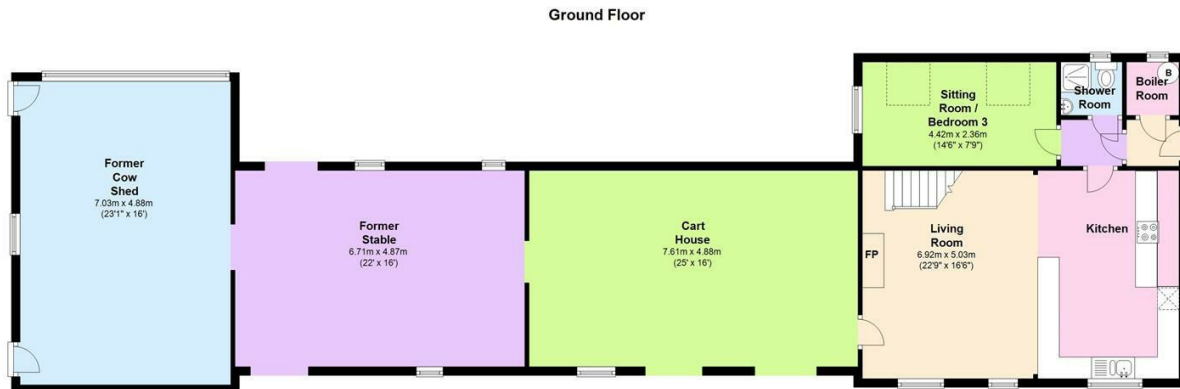 Ground Floor
Former
Cow
Shed
7.03m x 4.88m
(23'1" x 16')
Former
Stable
6.71m x 4.87m
(22' x 16')
Cart
House
7.61m x 4.88m
(25' x 16')
Sitting
Room /
Bedroom 3
4.42m x 2.36m
(14'6" x 7'9")
Shower
Room
B
Boiler
Room
FP
Living
Room
6.92m x 5.03m
(22'9" x 16'6")
Kitchen